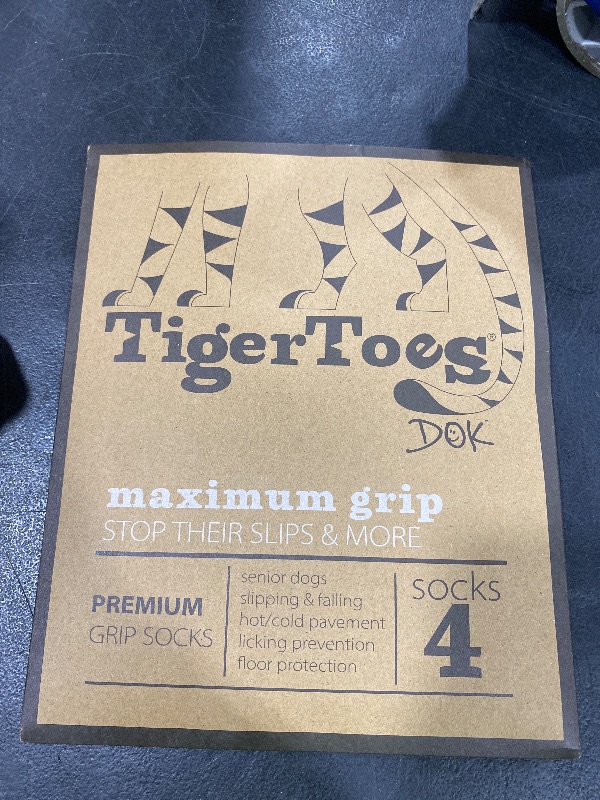 TigerToes®
DOK™
maximum grip
STOP THEIR SLIPS & MORE
PREMIUM
GRIP SOCKS
senior dogs
slipping & falling
hot/cold pavement
licking prevention
floor protection
SOCKS
4